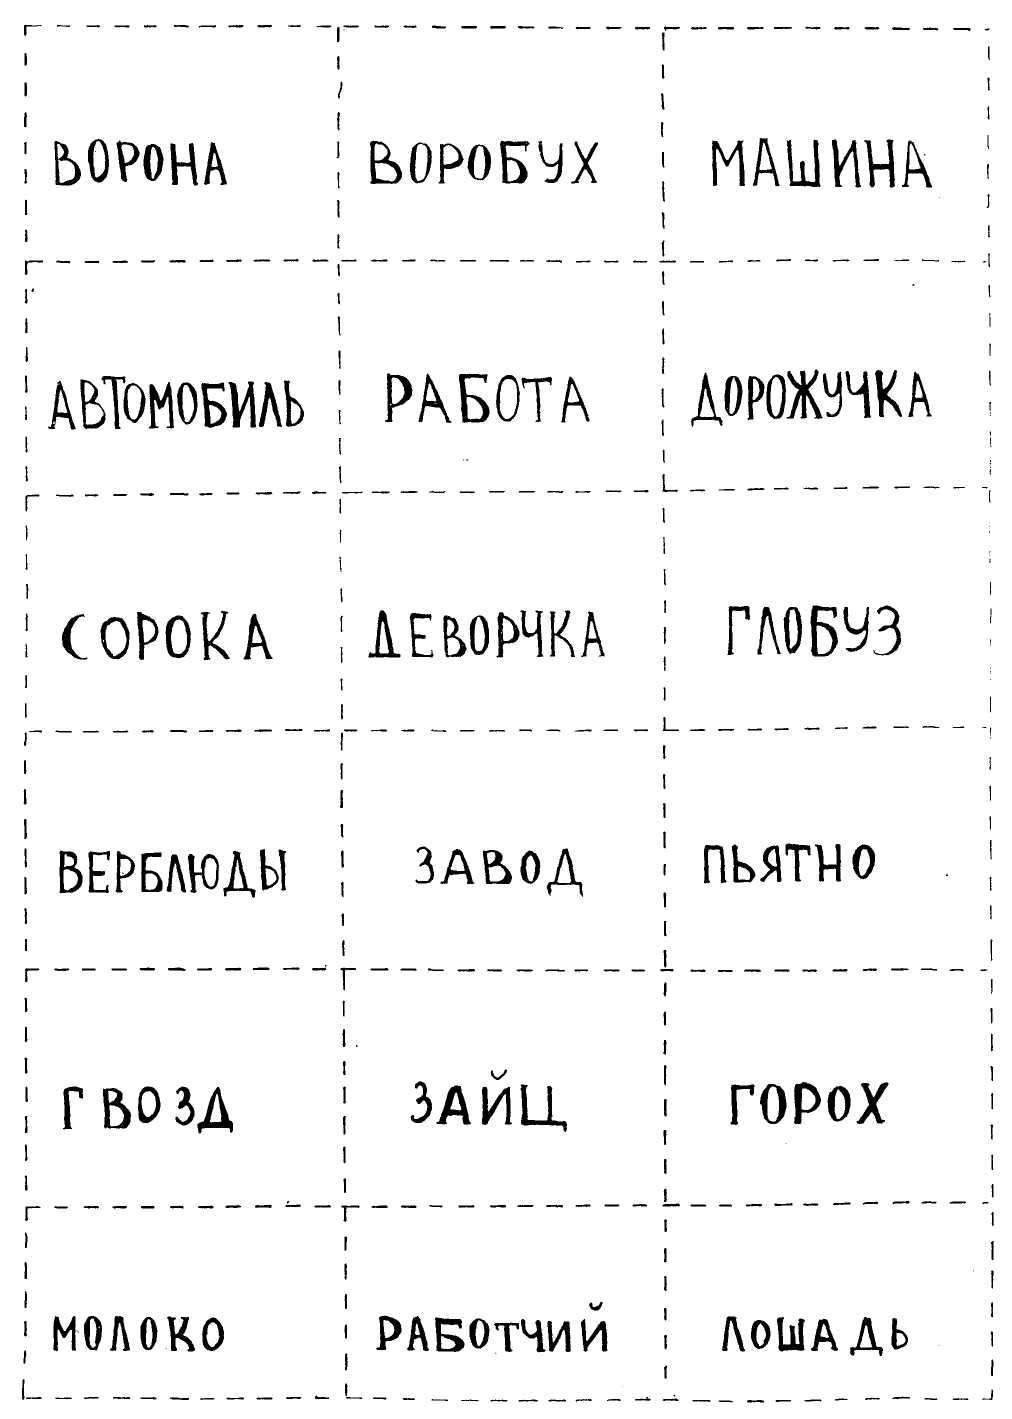 ВОРОНА ВОРОБУХ МАШИНА
АВТОМОБИЛЬ РАБОТА ДОРОЖУЧКА
СОРОКА ДЕВОРЧКА ГЛОБУЗ
ВЕРБЛЮДЫ ЗАВОД ПЬЯТНО
ГВОЗД ЗАЙЦ ГОРОХ
МОЛОКО РАБОТЧИЙ ЛОШАДЬ